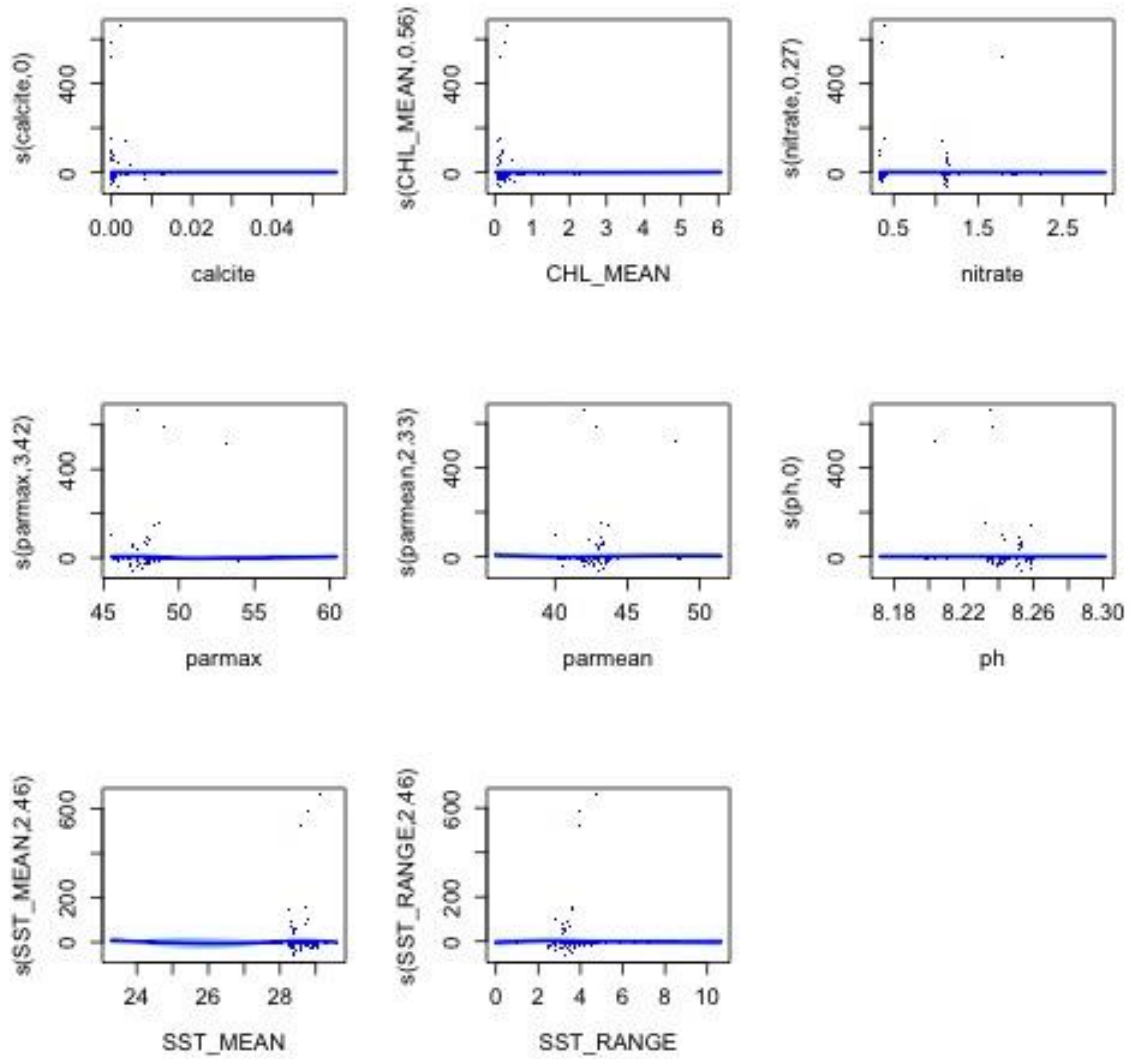 s(calcite,0)
400
0
0.00 0.02 0.04
calcite
s(CHL_MEAN,0.56)
400
0
0 1 2 3 4 5 6
CHL_MEAN
s(nitrate,0.27)
400
0
0.5 1.5 2.5
nitrate
s(parmax,3.42)
400
0
45 50 55 60
parmax
s(parmean,2.33)
400
0
40 45 50
parmean
s(ph,0)
400
0
8.18 8.22 8.26 8.30
ph
s(SST_MEAN,2.46)
600
200
0
24 26 28
SST_MEAN
s(SST_RANGE,2.46)
600
200
0
0 2 4 6 8 10
SST_RANGE